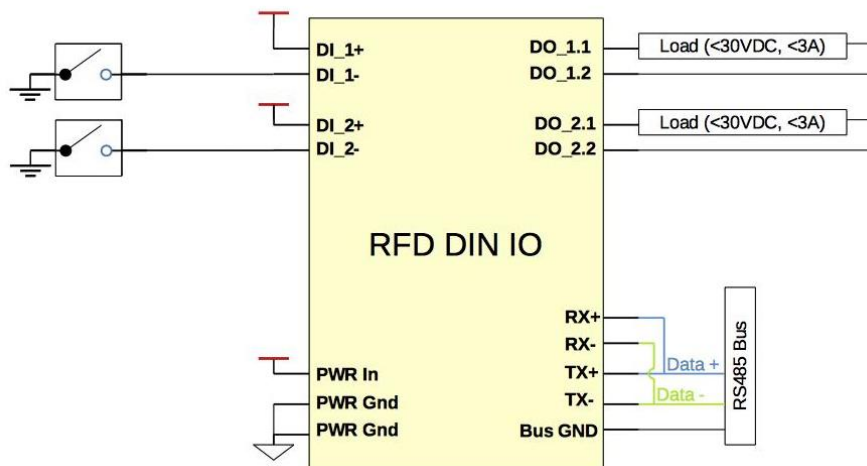 DI_1+
DI_1-
DI_2+
DI_2-
DO_1.1
DO_1.2
DO_2.1
DO_2.2
Load (<30VDC, <3A)
Load (<30VDC, <3A)
RFD DIN IO
PWR In
PWR Gnd
PWR Gnd
RX+
RX-
TX+
TX-
Bus GND
Data +
Data -
RS485 Bus